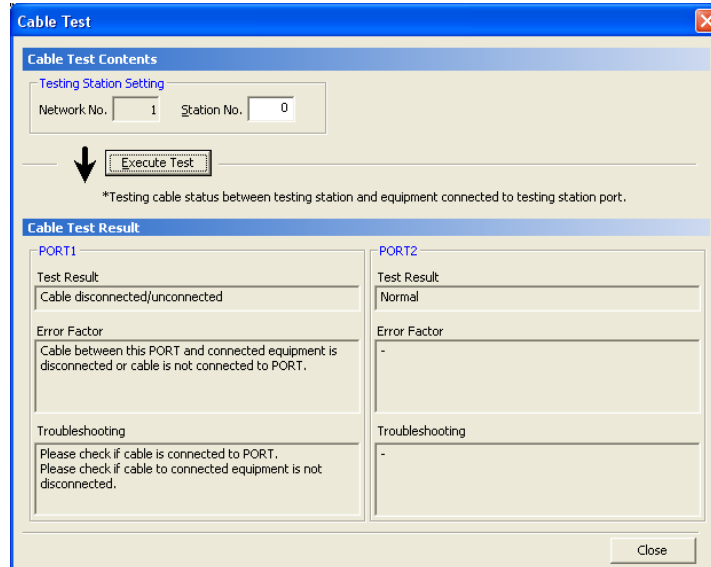 Cable Test
Cable Test Contents
Testing Station Setting
Network No. 1 Station No. 0
Execute Test
*Testing cable status between testing station and equipment connected to testing station port.
Cable Test Result
PORT1
Test Result
Cable disconnected/unconnected
Error Factor
Cable between this PORT and connected equipment is
disconnected or cable is not connected to PORT.
Troubleshooting
Please check if cable is connected to PORT.
Please check if cable to connected equipment is not
disconnected.
PORT2
Test Result
Normal
Error Factor
-
Troubleshooting
-
Close